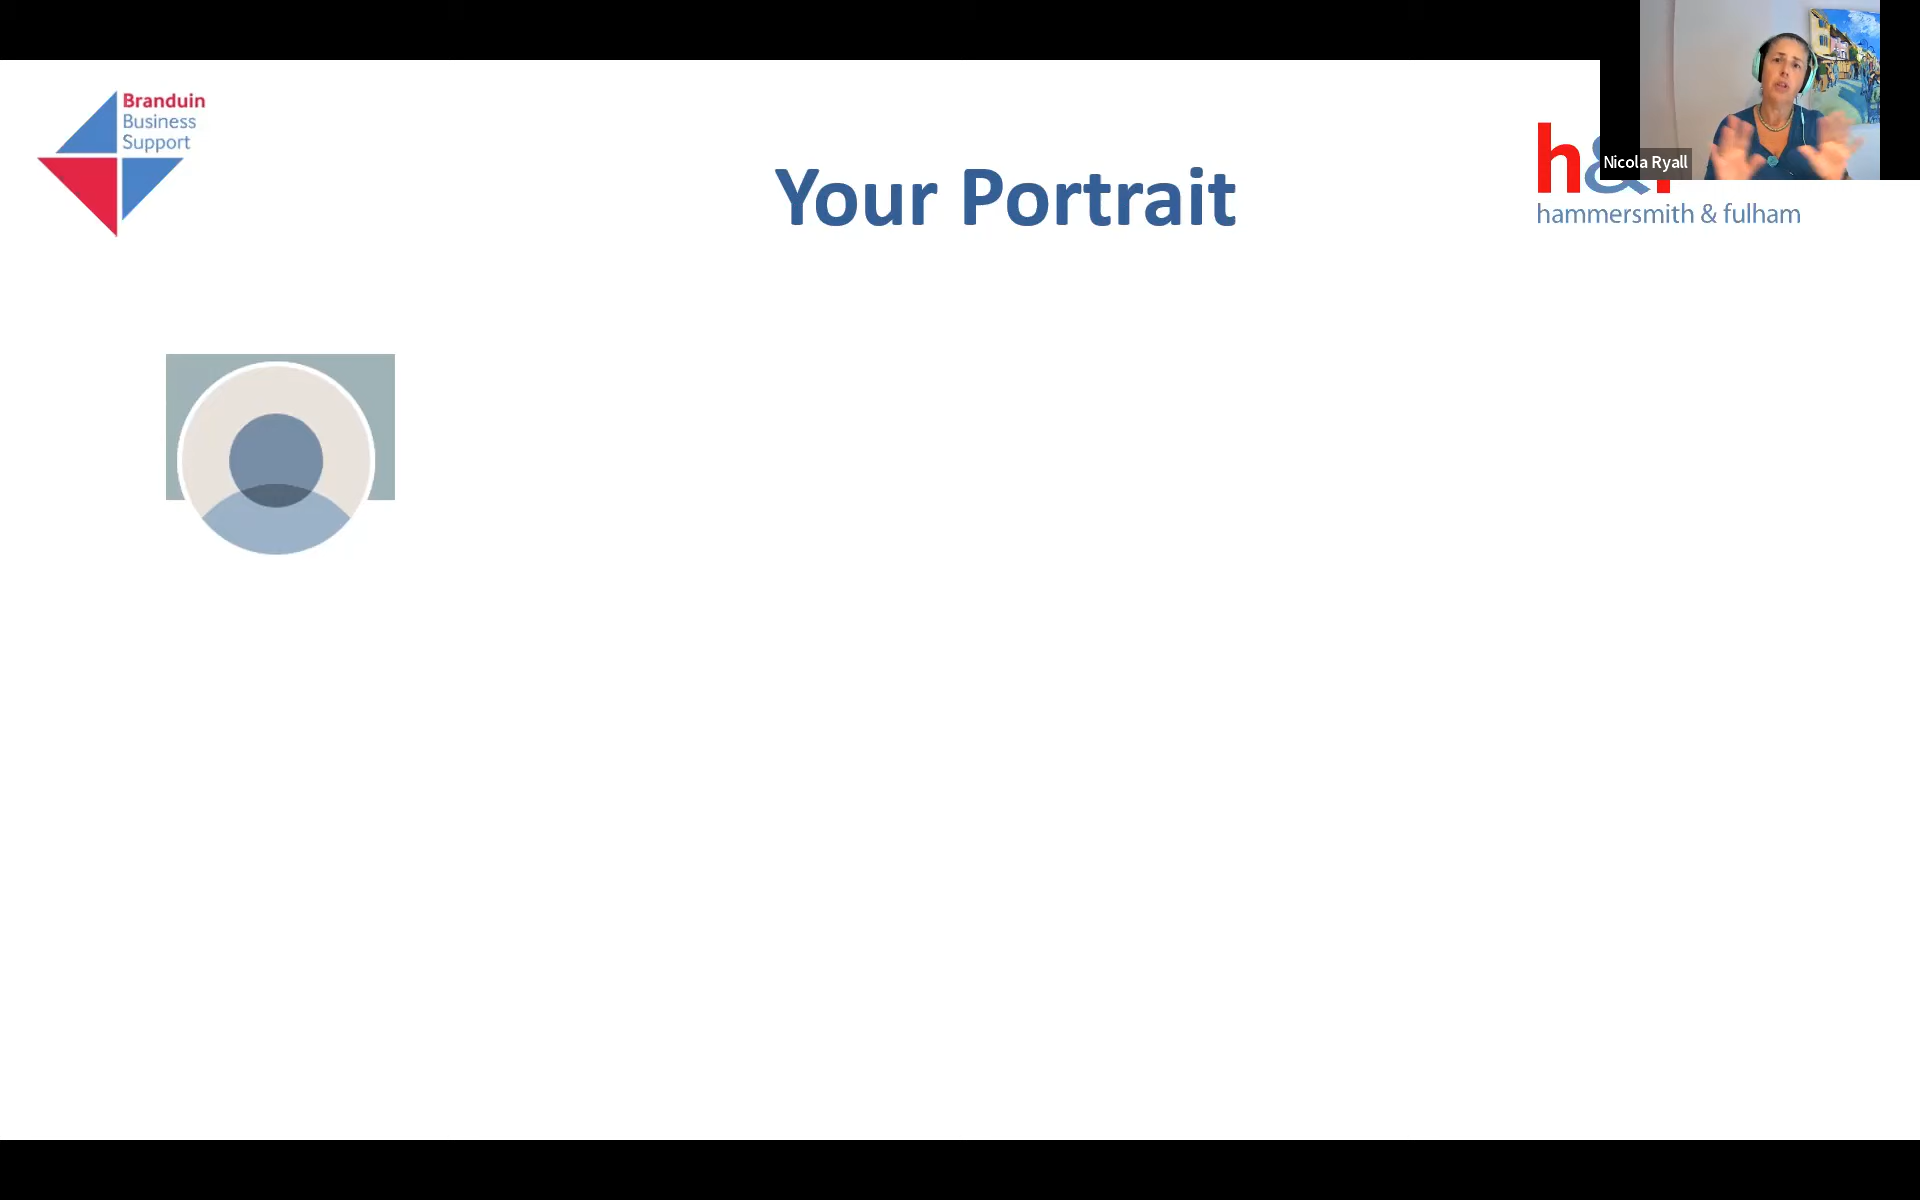 Branduin
Business
Support
Your Portrait
Nicola Ryall
h&f
hammersmith & fulham